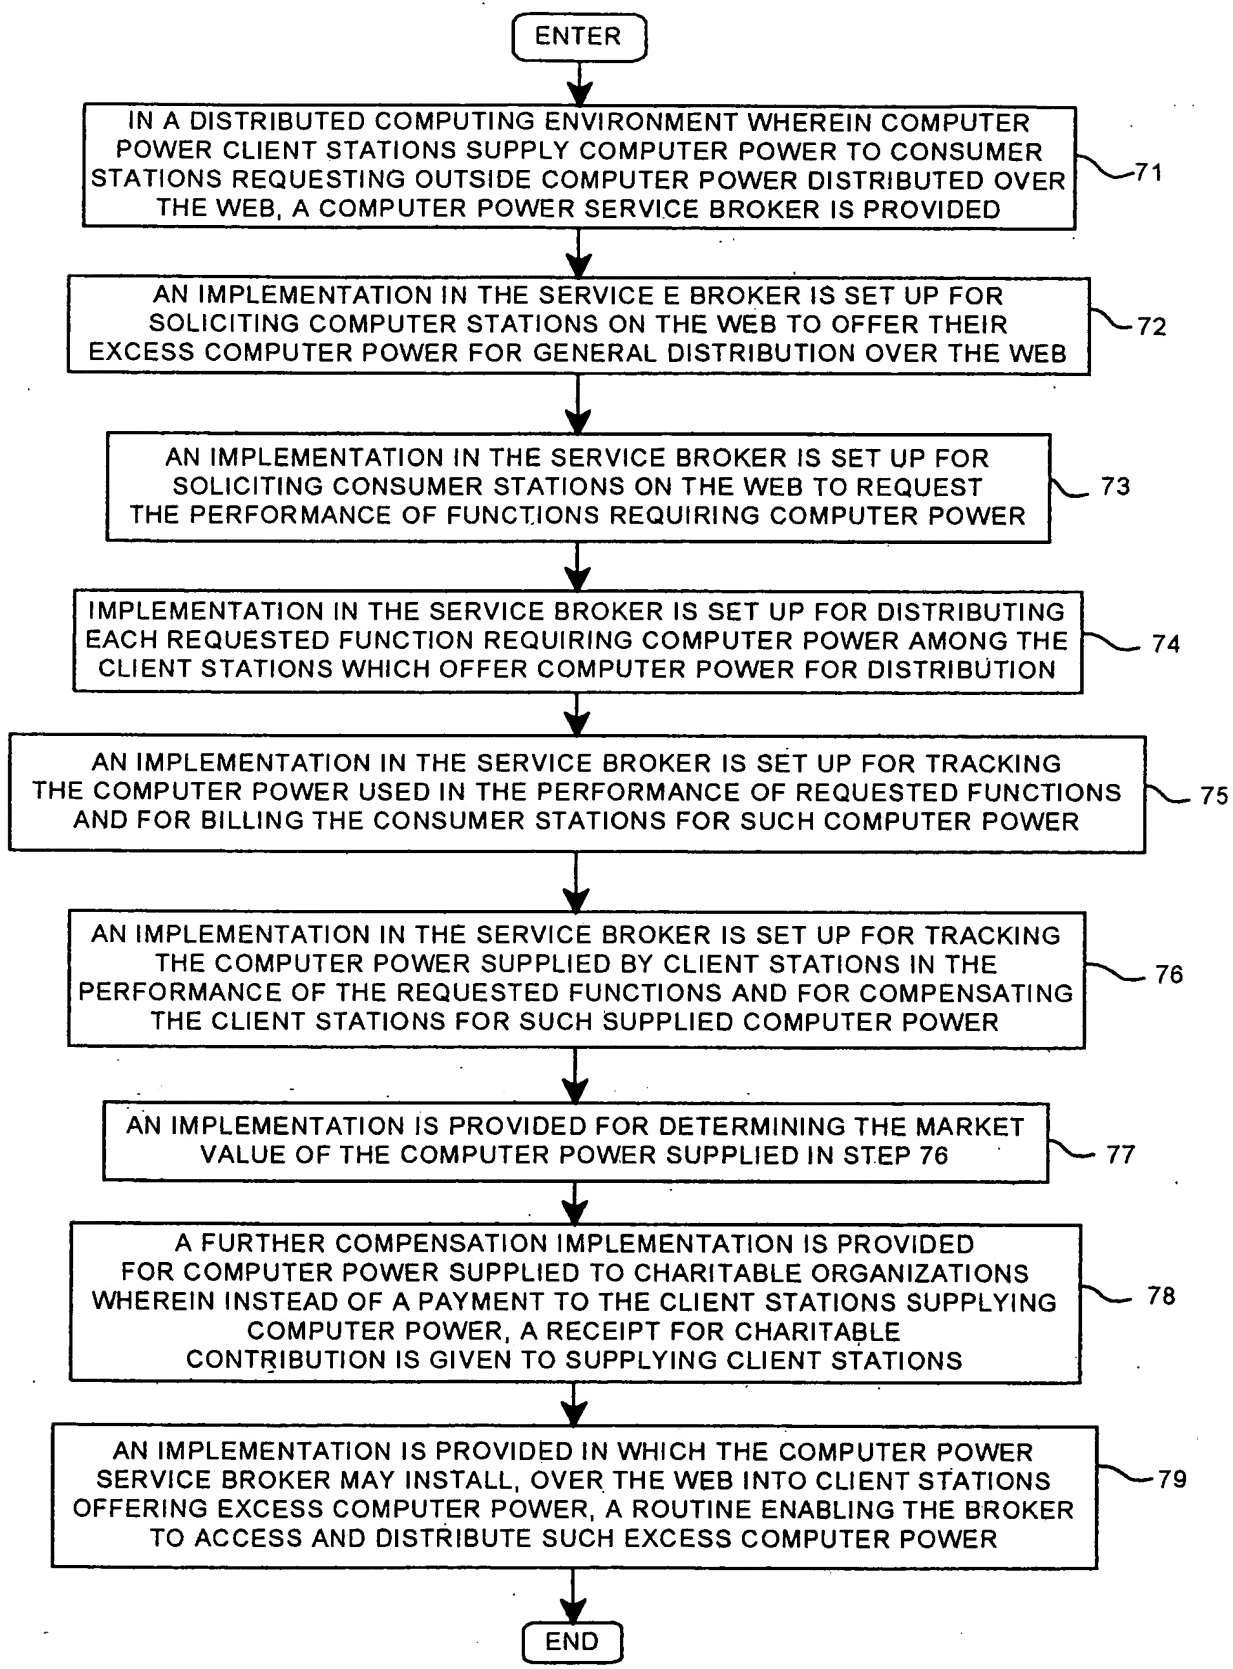 ENTER
IN A DISTRIBUTED COMPUTING ENVIRONMENT WHEREIN COMPUTER
POWER CLIENT STATIONS SUPPLY COMPUTER POWER TO CONSUMER
STATIONS REQUESTING OUTSIDE COMPUTER POWER DISTRIBUTED OVER
THE WEB, A COMPUTER POWER SERVICE BROKER IS PROVIDED
71
AN IMPLEMENTATION IN THE SERVICE E BROKER IS SET UP FOR
SOLICITING COMPUTER STATIONS ON THE WEB TO OFFER THEIR
EXCESS COMPUTER POWER FOR GENERAL DISTRIBUTION OVER THE WEB
72
AN IMPLEMENTATION IN THE SERVICE BROKER IS SET UP FOR
SOLICITING CONSUMER STATIONS ON THE WEB TO REQUEST
THE PERFORMANCE OF FUNCTIONS REQUIRING COMPUTER POWER
73
IMPLEMENTATION IN THE SERVICE BROKER IS SET UP FOR DISTRIBUTING
EACH REQUESTED FUNCTION REQUIRING COMPUTER POWER AMONG THE
CLIENT STATIONS WHICH OFFER COMPUTER POWER FOR DISTRIBUTION
74
AN IMPLEMENTATION IN THE SERVICE BROKER IS SET UP FOR TRACKING
THE COMPUTER POWER USED IN THE PERFORMANCE OF REQUESTED FUNCTIONS
AND FOR BILLING THE CONSUMER STATIONS FOR SUCH COMPUTER POWER
75
AN IMPLEMENTATION IN THE SERVICE BROKER IS SET UP FOR TRACKING
THE COMPUTER POWER SUPPLIED BY CLIENT STATIONS IN THE
PERFORMANCE OF THE REQUESTED FUNCTIONS AND FOR COMPENSATING
THE CLIENT STATIONS FOR SUCH SUPPLIED COMPUTER POWER
76
AN IMPLEMENTATION IS PROVIDED FOR DETERMINING THE MARKET
VALUE OF THE COMPUTER POWER SUPPLIED IN STEP 76
77
A FURTHER COMPENSATION IMPLEMENTATION IS PROVIDED
FOR COMPUTER POWER SUPPLIED TO CHARITABLE ORGANIZATIONS
WHEREIN INSTEAD OF A PAYMENT TO THE CLIENT STATIONS SUPPLYING
COMPUTER POWER, A RECEIPT FOR CHARITABLE
CONTRIBUTION IS GIVEN TO SUPPLYING CLIENT STATIONS
78
AN IMPLEMENTATION IS PROVIDED IN WHICH THE COMPUTER POWER
SERVICE BROKER MAY INSTALL, OVER THE WEB INTO CLIENT STATIONS
OFFERING EXCESS COMPUTER POWER, A ROUTINE ENABLING THE BROKER
TO ACCESS AND DISTRIBUTE SUCH EXCESS COMPUTER POWER
79
END